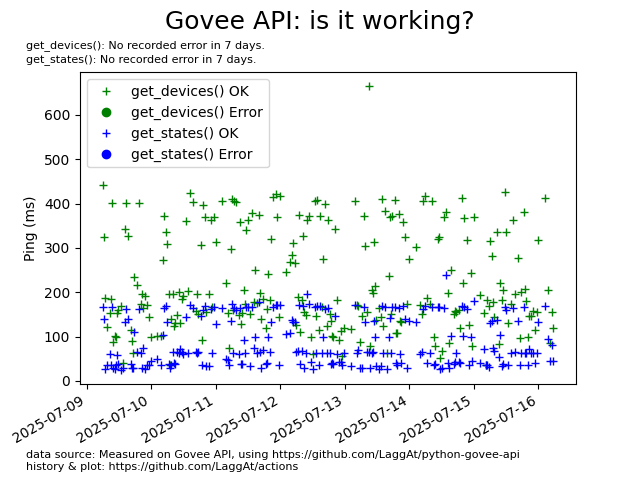 Govee API: is it working?
get_devices(): No recorded error in 7 days.
get_states(): No recorded error in 7 days.
get_devices() OK
get_devices() Error
get_states() OK
get_states() Error
Ping (ms)
600
500
400
300
200
100
0
2025-07-09
2025-07-10
2025-07-11
2025-07-12
2025-07-13
2025-07-14
2025-07-15
2025-07-16
data source: Measured on Govee API, using https://github.com/LaggAt/python-govee-api
history & plot: https://github.com/LaggAt/actions